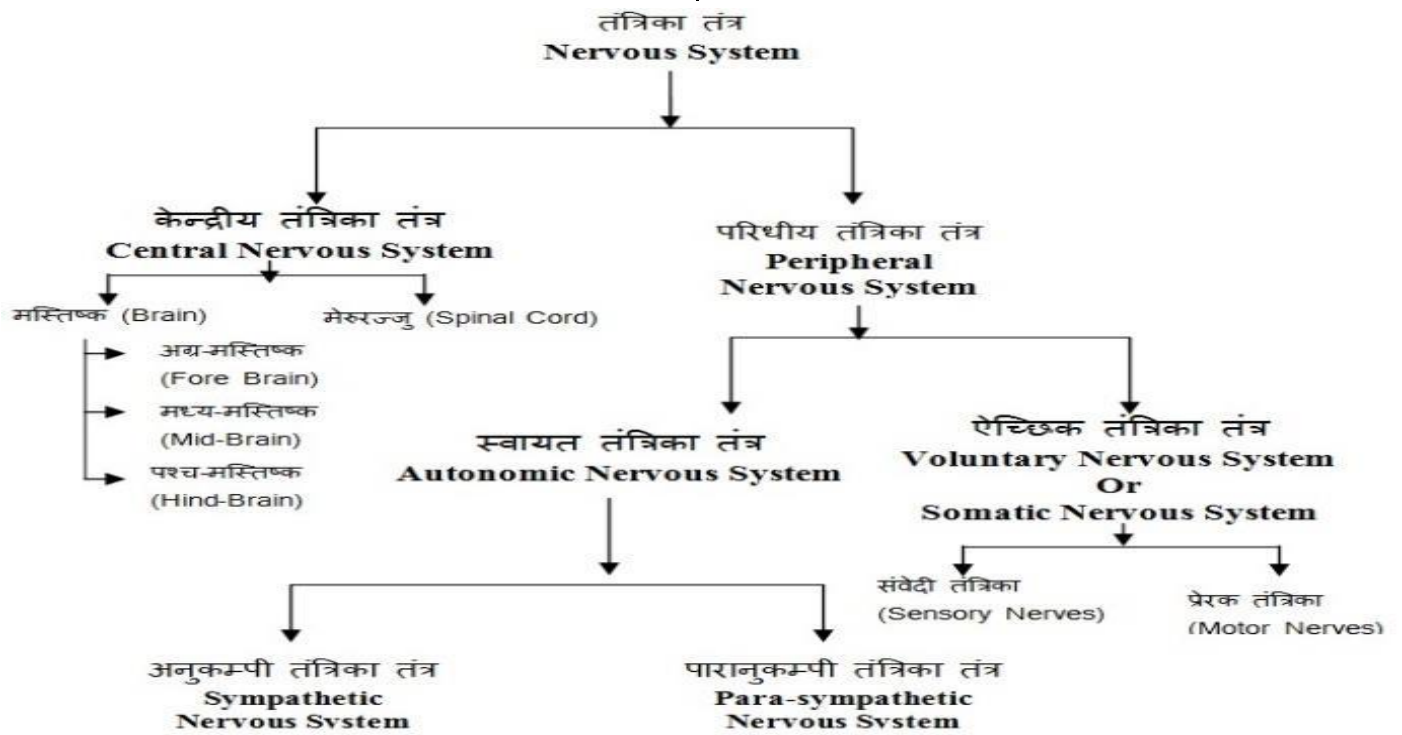 तंत्रिका तंत्र
Nervous System
केन्द्रीय तंत्रिका तंत्र
Central Nervous System
मस्तिष्क (Brain)
मेरुरज्जु (Spinal Cord)
अग्र-मस्तिष्क
(Fore Brain)
मध्य-मस्तिष्क
(Mid-Brain)
पश्च-मस्तिष्क
(Hind-Brain)
परिधीय तंत्रिका तंत्र
Peripheral
Nervous System
स्वायत तंत्रिका तंत्र
Autonomic Nervous System
ऐच्छिक तंत्रिका तंत्र
Voluntary Nervous System
Or
Somatic Nervous System
संवेदी तंत्रिका
(Sensory Nerves)
प्रेरक तंत्रिका
(Motor Nerves)
अनुकम्पी तंत्रिका तंत्र
Sympathetic
Nervous System
पारानुकम्पी तंत्रिका तंत्र
Para-sympathetic
Nervous System